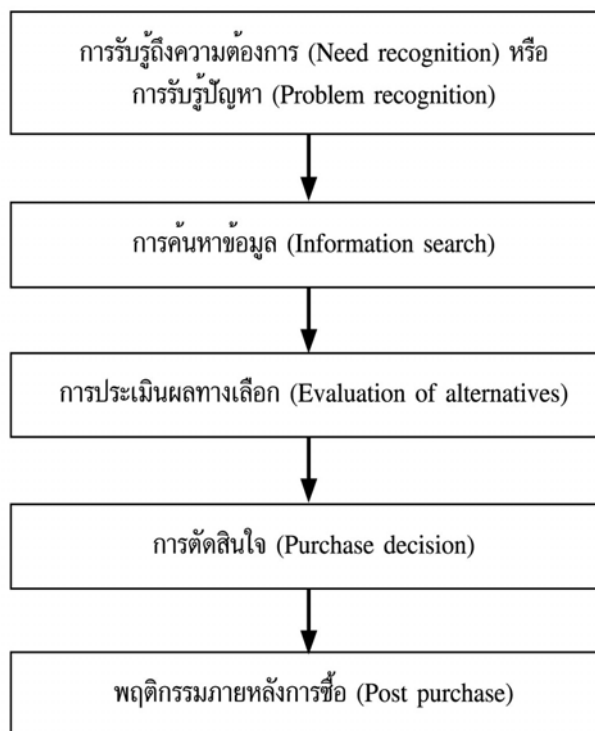 การรับรู้ถึงความต้องการ (Need recognition) หรือ
การรับรู้ปัญหา (Problem recognition)
การค้นหาข้อมูล (Information search)
การประเมินผลทางเลือก (Evaluation of alternatives)
การตัดสินใจ (Purchase decision)
พฤติกรรมภายหลังการซื้อ (Post purchase)